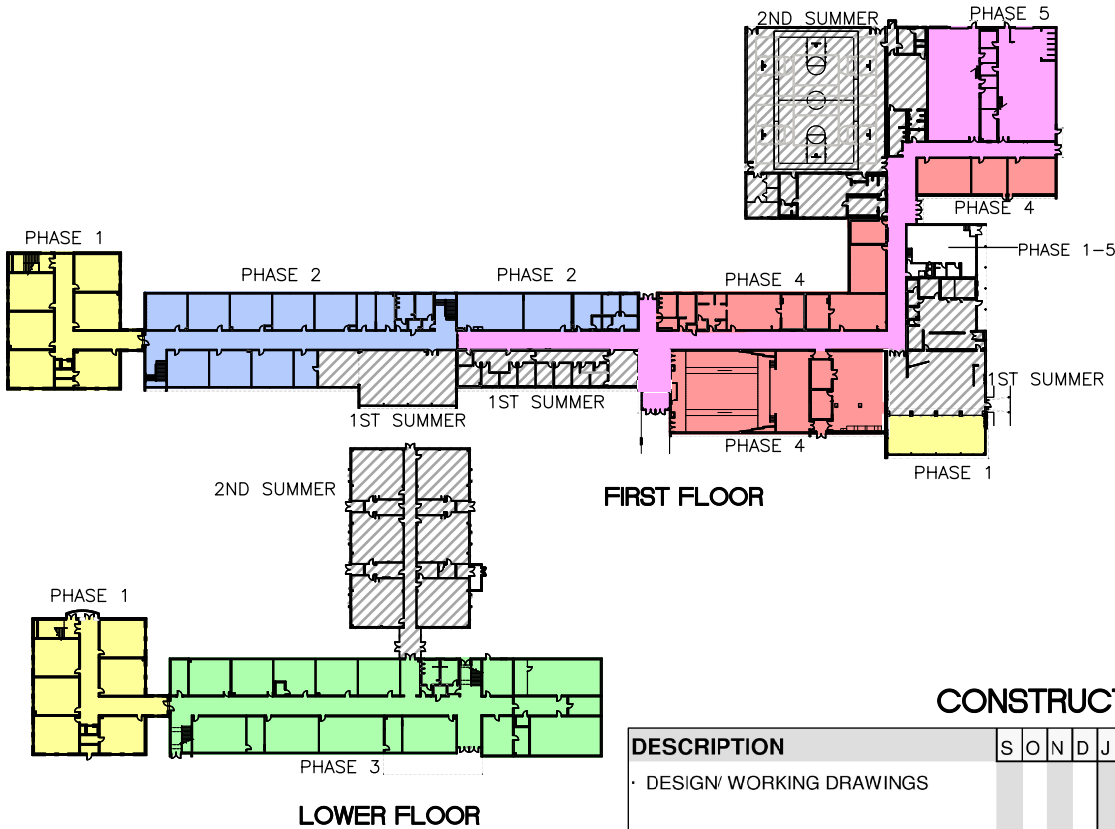 2ND SUMMER
PHASE 5
PHASE 4
PHASE 1
PHASE 1-5
PHASE 2
PHASE 2
PHASE 4
1ST SUMMER
1ST SUMMER
1ST SUMMER
PHASE 4
PHASE 1
2ND SUMMER
FIRST FLOOR
PHASE 1
PHASE 3
LOWER FLOOR
CONSTRUCT
DESCRIPTION S O N D J
· DESIGN/ WORKING DRAWINGS